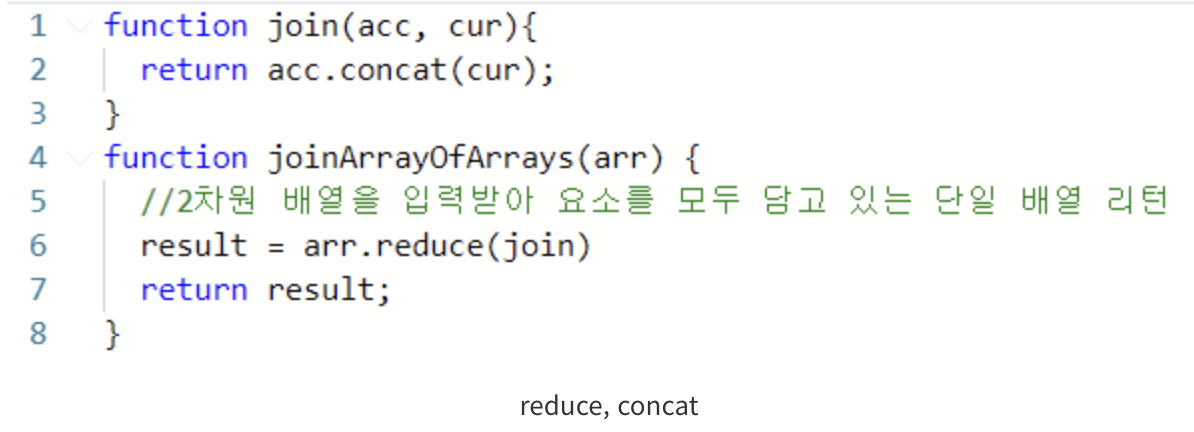 1 function join(acc, cur){
2 return acc.concat(cur);
3 }
4 function joinArrayOfArrays(arr) {
5 //2차원 배열을 입력받아 요소를 모두 담고 있는 단일 배열 리턴
6 result = arr.reduce(join)
7 return result;
8 }
reduce, concat